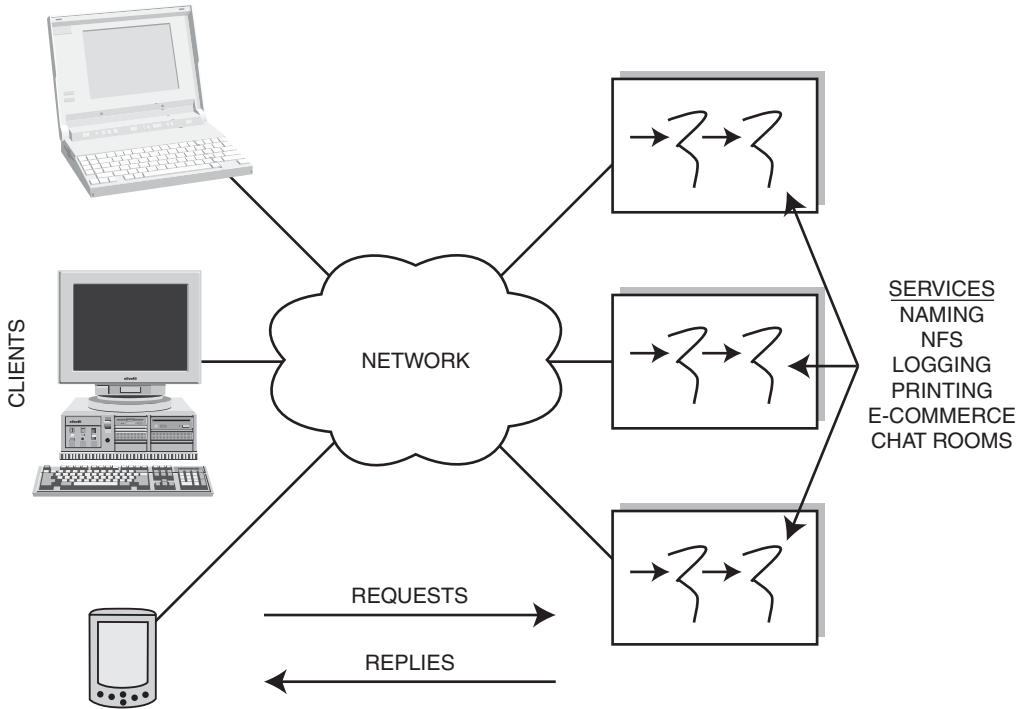 CLIENTS
NETWORK
SERVICES
NAMING
NFS
LOGGING
PRINTING
E-COMMERCE
CHAT ROOMS
REQUESTS
REPLIES